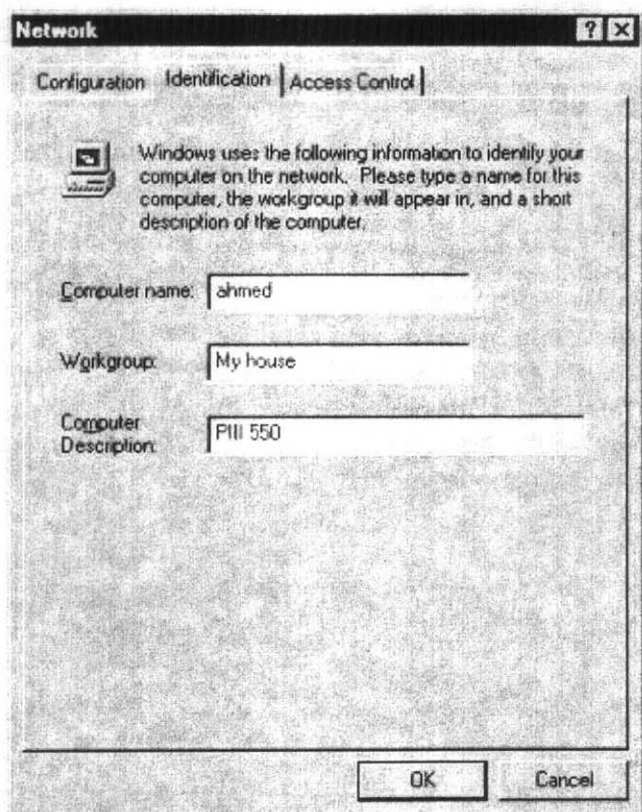 Network
Configuration Identification Access Control
Windows uses the following information to identify your
computer on the network. Please type a name for this
computer, the workgroup it will appear in, and a short
description of the computer.
Computer name: ahmed
Workgroup: My house
Computer
Description: PIII 550
OK Cancel